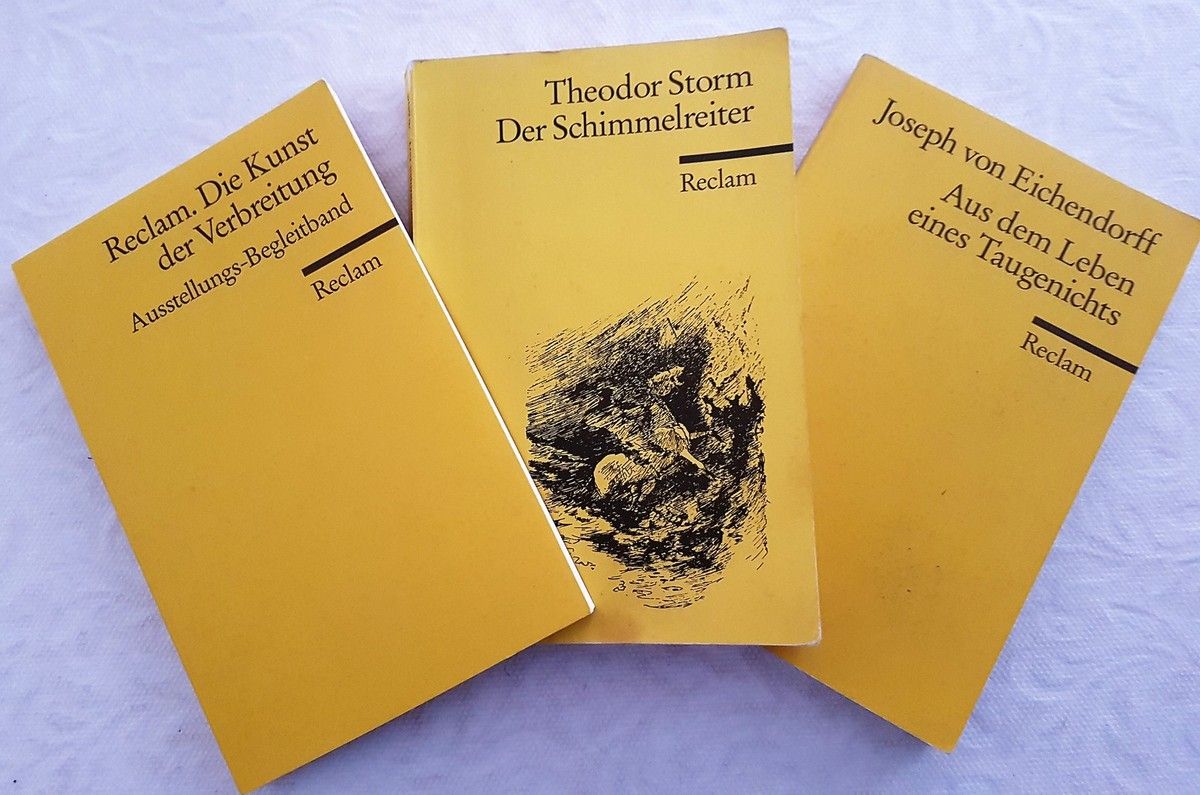 Reclam. Die Kunst
der Verbreitung
Ausstellungs-Begleitband
Reclam
Theodor Storm
Der Schimmelreiter
Reclam
Joseph von Eichendorff
Aus dem Leben
eines Taugenichts
Reclam